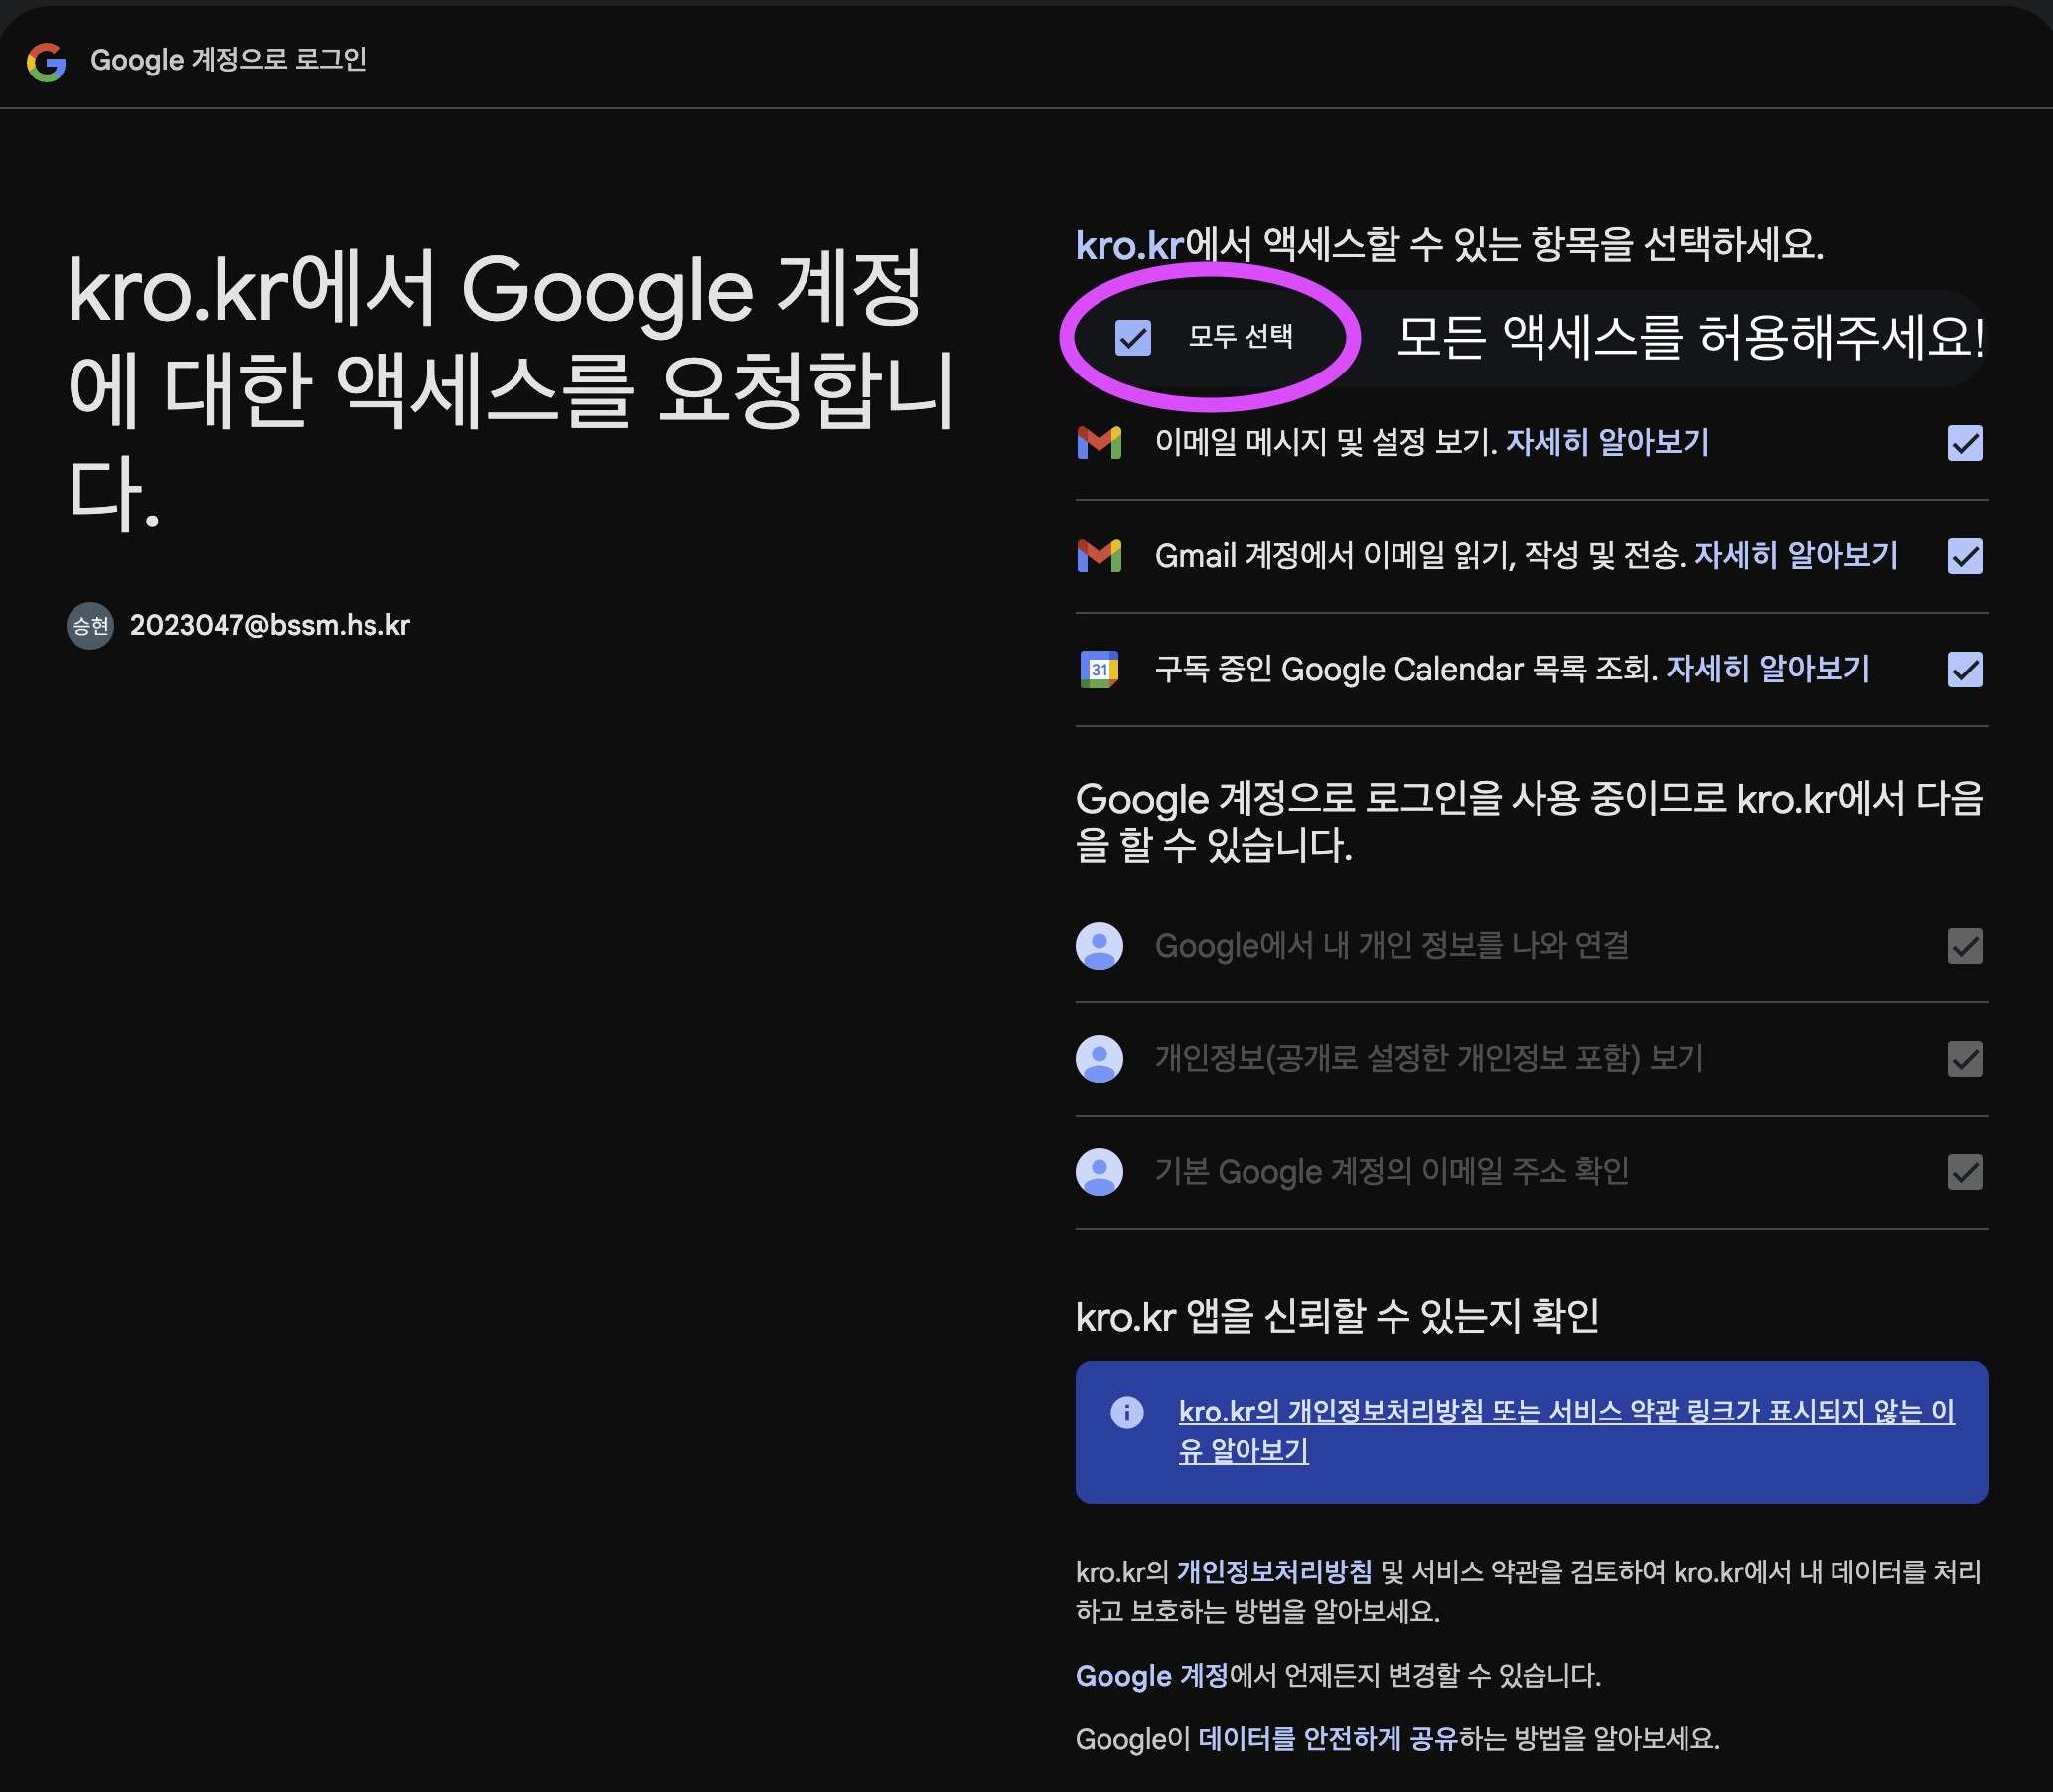 Google 계정으로 로그인
kro.kr에서 Google 계정
에 대한 액세스를 요청합니
다.
승현 2023047@bssm.hs.kr
kro.kr에서 액세스할 수 있는 항목을 선택하세요.
모두 선택 모든 액세스를 허용해주세요!
이메일 메시지 및 설정 보기. 자세히 알아보기
Gmail 계정에서 이메일 읽기, 작성 및 전송. 자세히 알아보기
31 구독 중인 Google Calendar 목록 조회. 자세히 알아보기
Google 계정으로 로그인을 사용 중이므로 kro.kr에서 다음
을 할 수 있습니다.
Google에서 내 개인 정보를 나와 연결
개인정보(공개로 설정한 개인정보 포함) 보기
기본 Google 계정의 이메일 주소 확인
kro.kr 앱을 신뢰할 수 있는지 확인
kro.kr의 개인정보처리방침 또는 서비스 약관 링크가 표시되지 않는 이
유 알아보기
kro.kr의 개인정보처리방침 및 서비스 약관을 검토하여 kro.kr에서 내 데이터를 처리
하고 보호하는 방법을 알아보세요.
Google 계정에서 언제든지 변경할 수 있습니다.
Google이 데이터를 안전하게 공유하는 방법을 알아보세요.